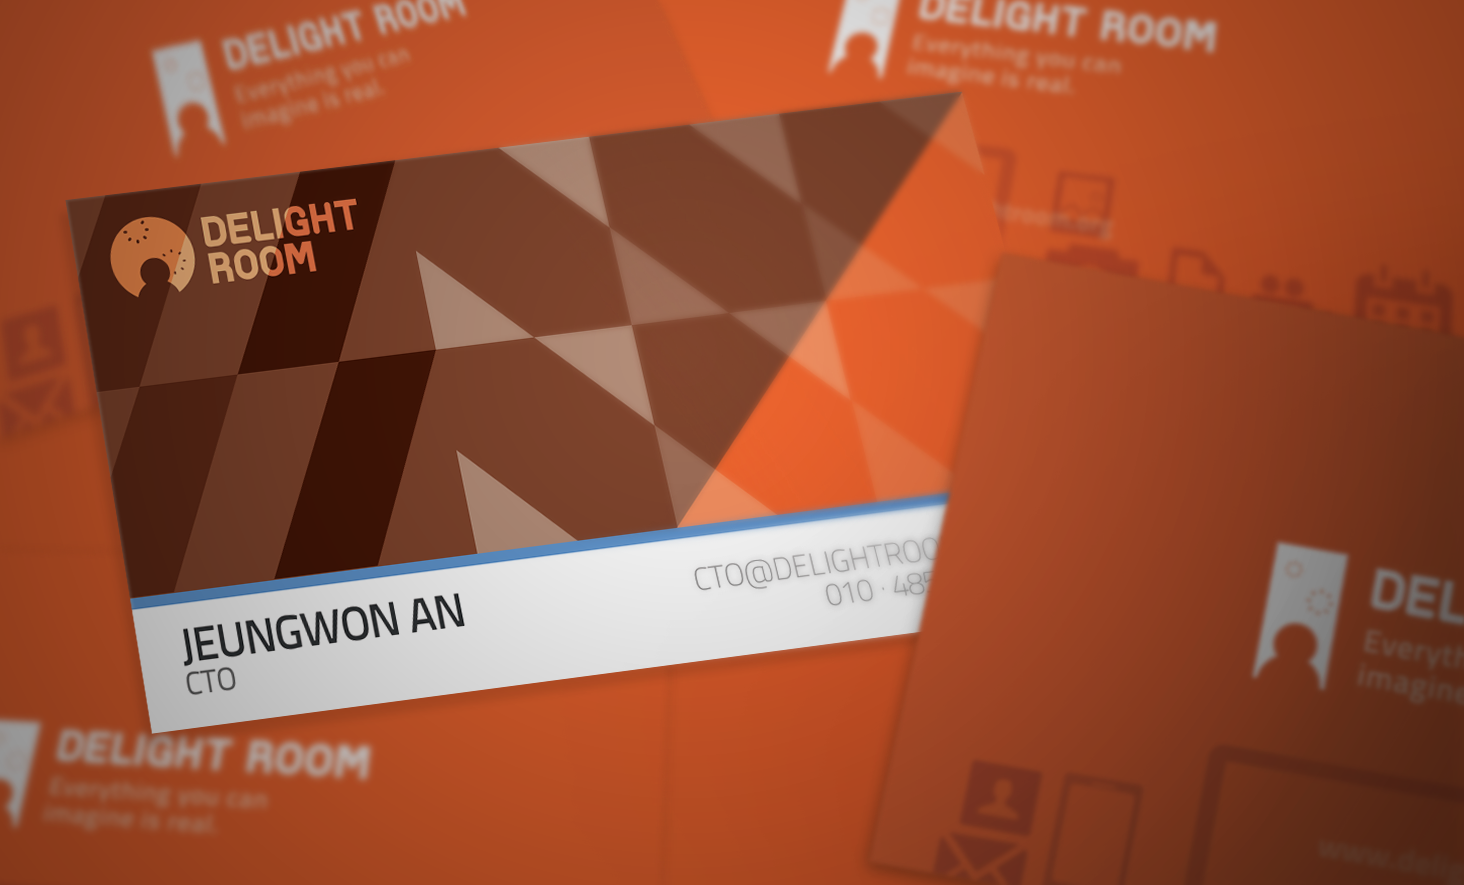 DELIGHT ROOM
Everything you can
imagine is real.
DELIGHT ROOM
Everything you can
imagine is real.
DELIGHT
ROOM
CTO@DELIGHTROO
010 · 485
JEUNGWON AN
CTO
DEL
Everyth
imagine
DELIGHT ROOM
Everything you can
imagine is real.